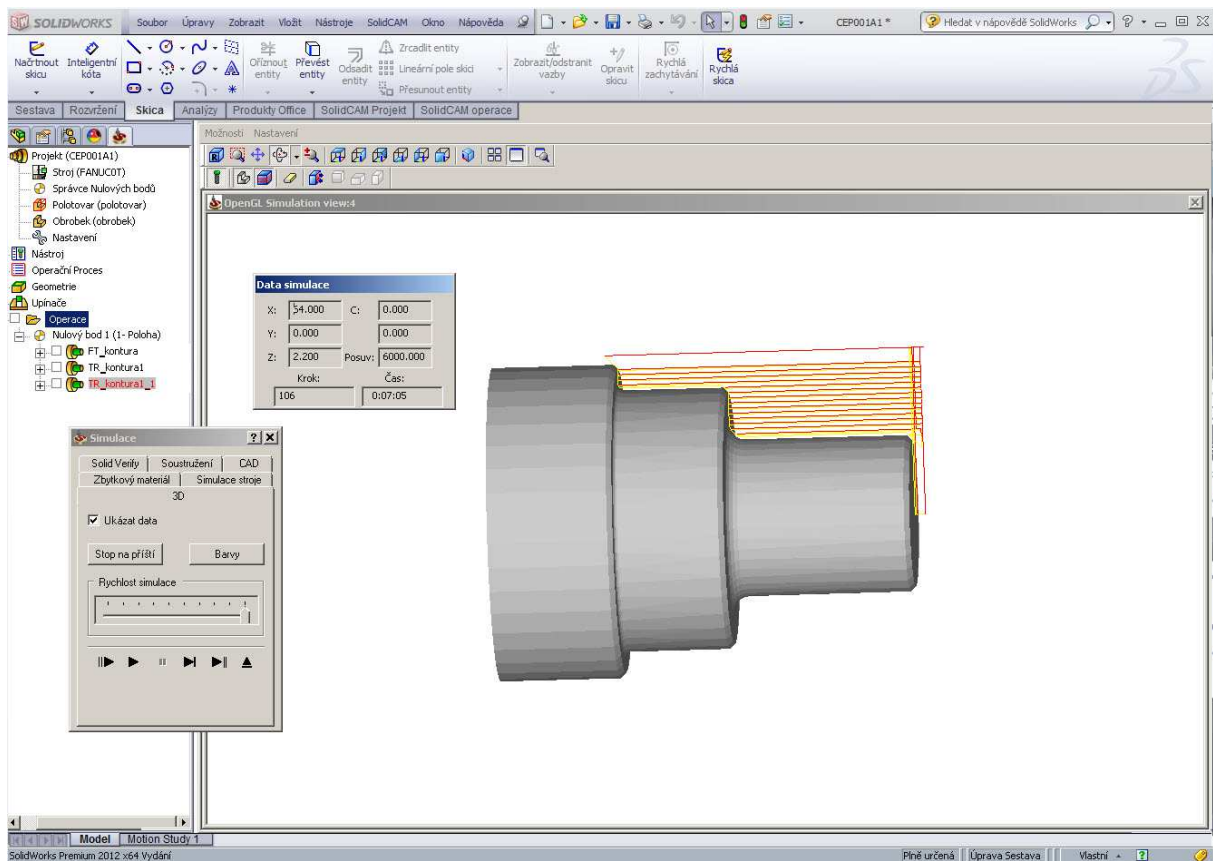 SOLIDWORKS Soubor Úpravy Zobrazit Vložit Nástroje SolidCAM Okno Nápověda CEP001A1 * Hledat v nápovědě SolidWorks
Načrtnout skicu
Inteligentní kóta
Oříznout entity
Převést entity
Odsadit entity
Zrcadlit entity
Lineární pole skici
Přesunout entity
Zobrazit/odstranit vazby
Opravit skicu
Rychlá zachytávání
Rychlá skica
Sestava Rozvržení Skica Analýzy Produkty Office SolidCAM Projekt SolidCAM operace
Možnosti Nastavení
Projekt (CEP001A1)
Stroj (FANUC0T)
Správce Nulových bodů
Polotovar (polotovar)
Obrobek (obrobek)
Nastavení
Nástroj
Operační Proces
Geometrie
Upínače
Operace
Nulový bod 1 (1- Poloha)
FT_kontura
TR_kontura1
TR_kontura1_1
OpenGL Simulation view:4
Data simulace
X: 54.000 C: 0.000
Y: 0.000 0.000
Z: 2.200 Posuv: 6000.000
Krok: Čas:
106 0:07:05
Simulace
Solid Verify Soustružení CAD
Zbytkový materiál Simulace stroje
3D
Ukázat data
Stop na příští Barvy
Rychlost simulace
Model Motion Study 1
SolidWorks Premium 2012 x64 Vydání Plně určená Úprava Sestava Vlastní